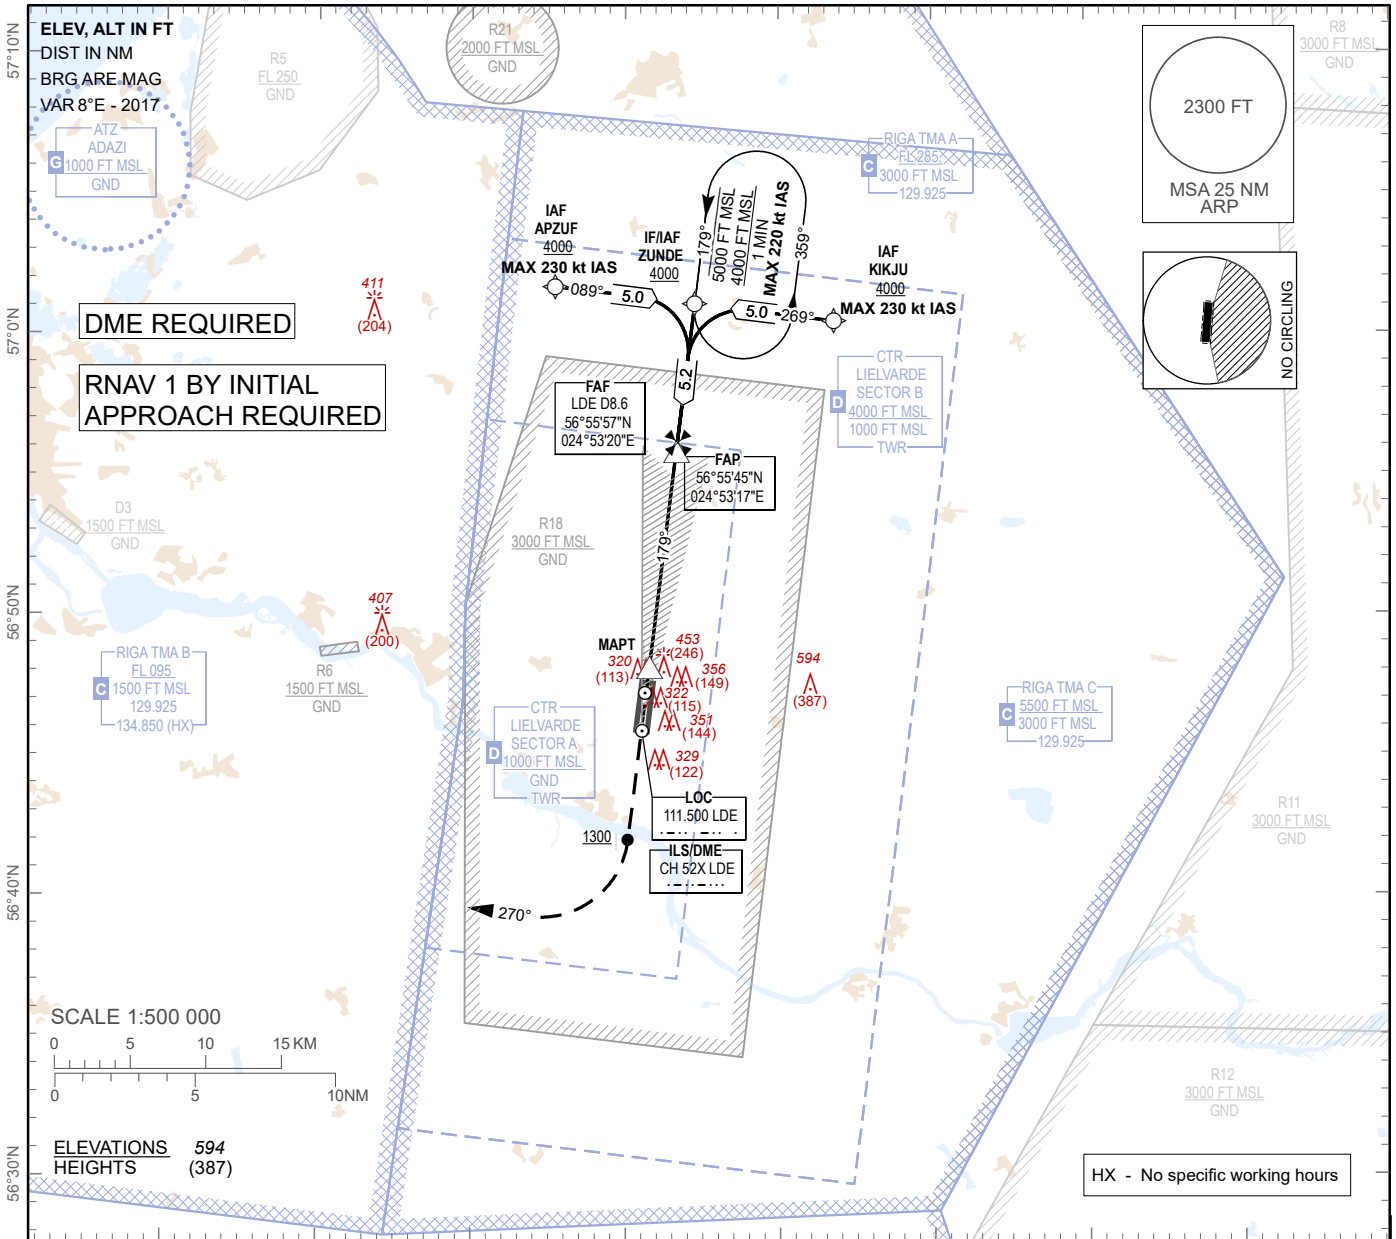 ELEV, ALT IN FT
DIST IN NM
BRG ARE MAG
VAR 8°E - 2017
ATZ
ADAZI
G
1000 FT MSL
GND
R5
FL 250
GND
R21
2000 FT MSL
GND
RIGA TMA A
FL 285
C
3000 FT MSL
129.925
R8
3000 FT MSL
GND
2300 FT
MSA 25 NM
ARP
NO CIRCLING
IAF
APZUF
4000
MAX 230 kt IAS
IF/IAF
ZUNDE
4000
179°
5000 FT MSL
4000 FT MSL
1 MIN
MAX 220 kt IAS
359°
IAF
KIKJU
4000
MAX 230 kt IAS
089°
5.0
5.0
269°
5.2
411
(204)
DME REQUIRED
RNAV 1 BY INITIAL
APPROACH REQUIRED
FAF
LDE D8.6
56°55'57"N
024°53'20"E
FAP
56°55'45"N
024°53'17"E
CTR
LIELVARDE
SECTOR B
D
4000 FT MSL
1000 FT MSL
TWR
D3
1500 FT MSL
GND
R18
3000 FT MSL
GND
179°
407
(200)
R6
1500 FT MSL
GND
RIGA TMA B
FL 095
C
1500 FT MSL
129.925
134.850 (HX)
MAPT
320
(113)
453
(246)
356
(149)
322
(115)
351
(144)
329
(122)
594
(387)
CTR
LIELVARDE
SECTOR A
D
1000 FT MSL
GND
TWR
RIGA TMA C
5500 FT MSL
C
3000 FT MSL
129.925
LOC
111.500 LDE
ILS/DME
CH 52X LDE
1300
270°
R11
3000 FT MSL
GND
R12
3000 FT MSL
GND
SCALE 1:500 000
0 5 10 15 KM
0 5 10NM
ELEVATIONS 594
HEIGHTS (387)
HX - No specific working hours
57°10'N
57°0'N
56°50'N
56°40'N
56°30'N